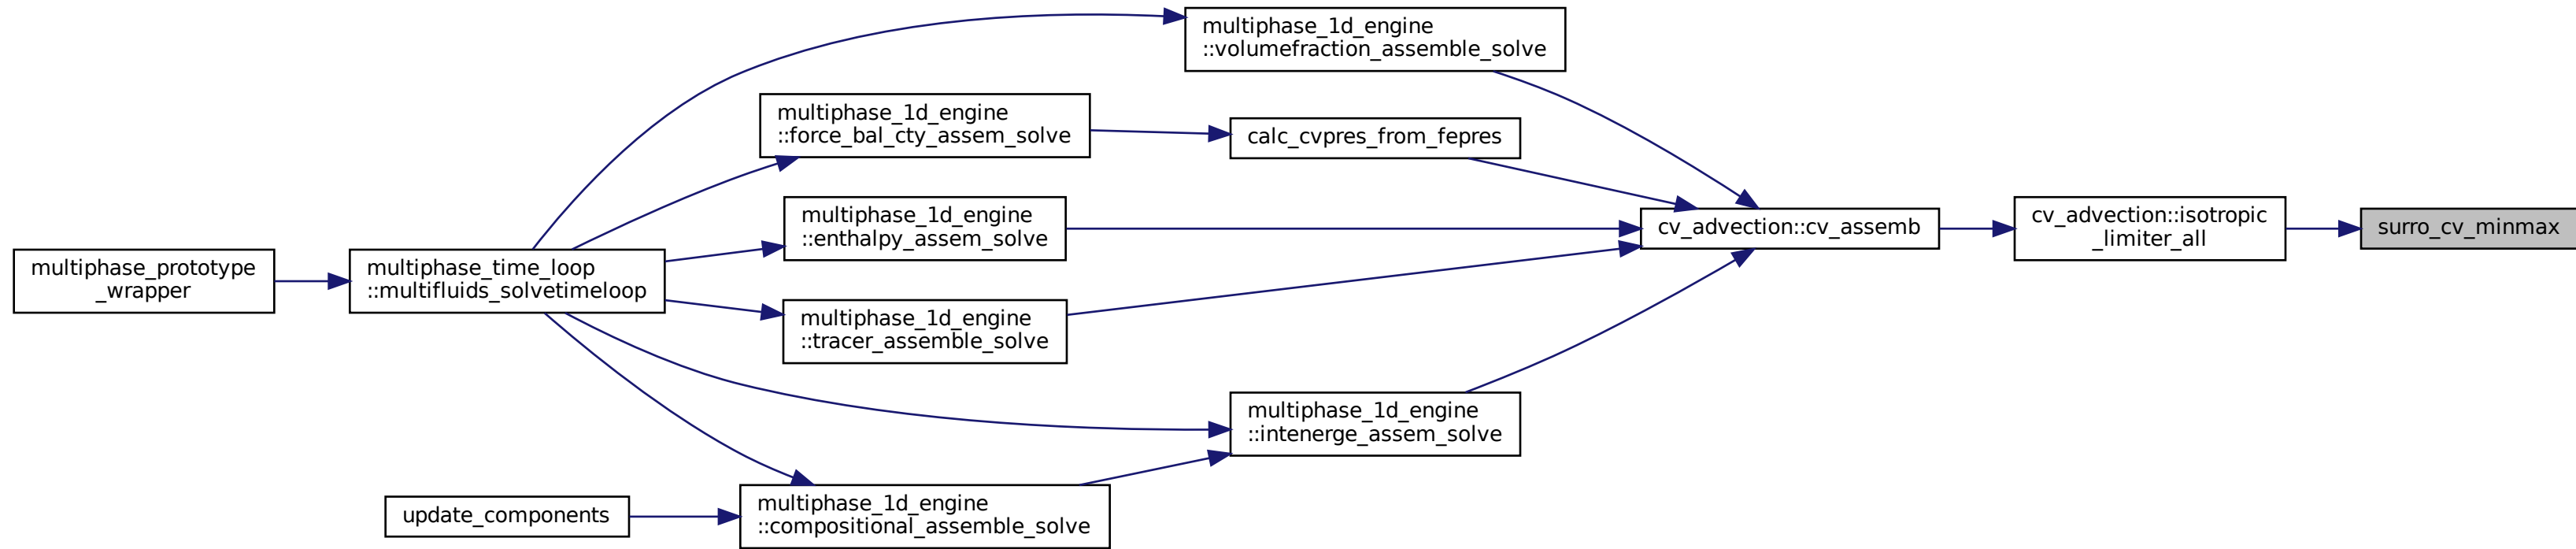 multiphase_1d_engine
::volumefraction_assemble_solve
multiphase_1d_engine
::force_bal_cty_assem_solve
calc_cvpres_from_fepres
multiphase_1d_engine
::enthalpy_assem_solve
cv_advection::cv_assemb
cv_advection::isotropic
_limiter_all
surro_cv_minmax
multiphase_prototype
_wrapper
multiphase_time_loop
::multifluids_solvetimeloop
multiphase_1d_engine
::tracer_assemble_solve
multiphase_1d_engine
::intenerge_assem_solve
update_components
multiphase_1d_engine
::compositional_assemble_solve